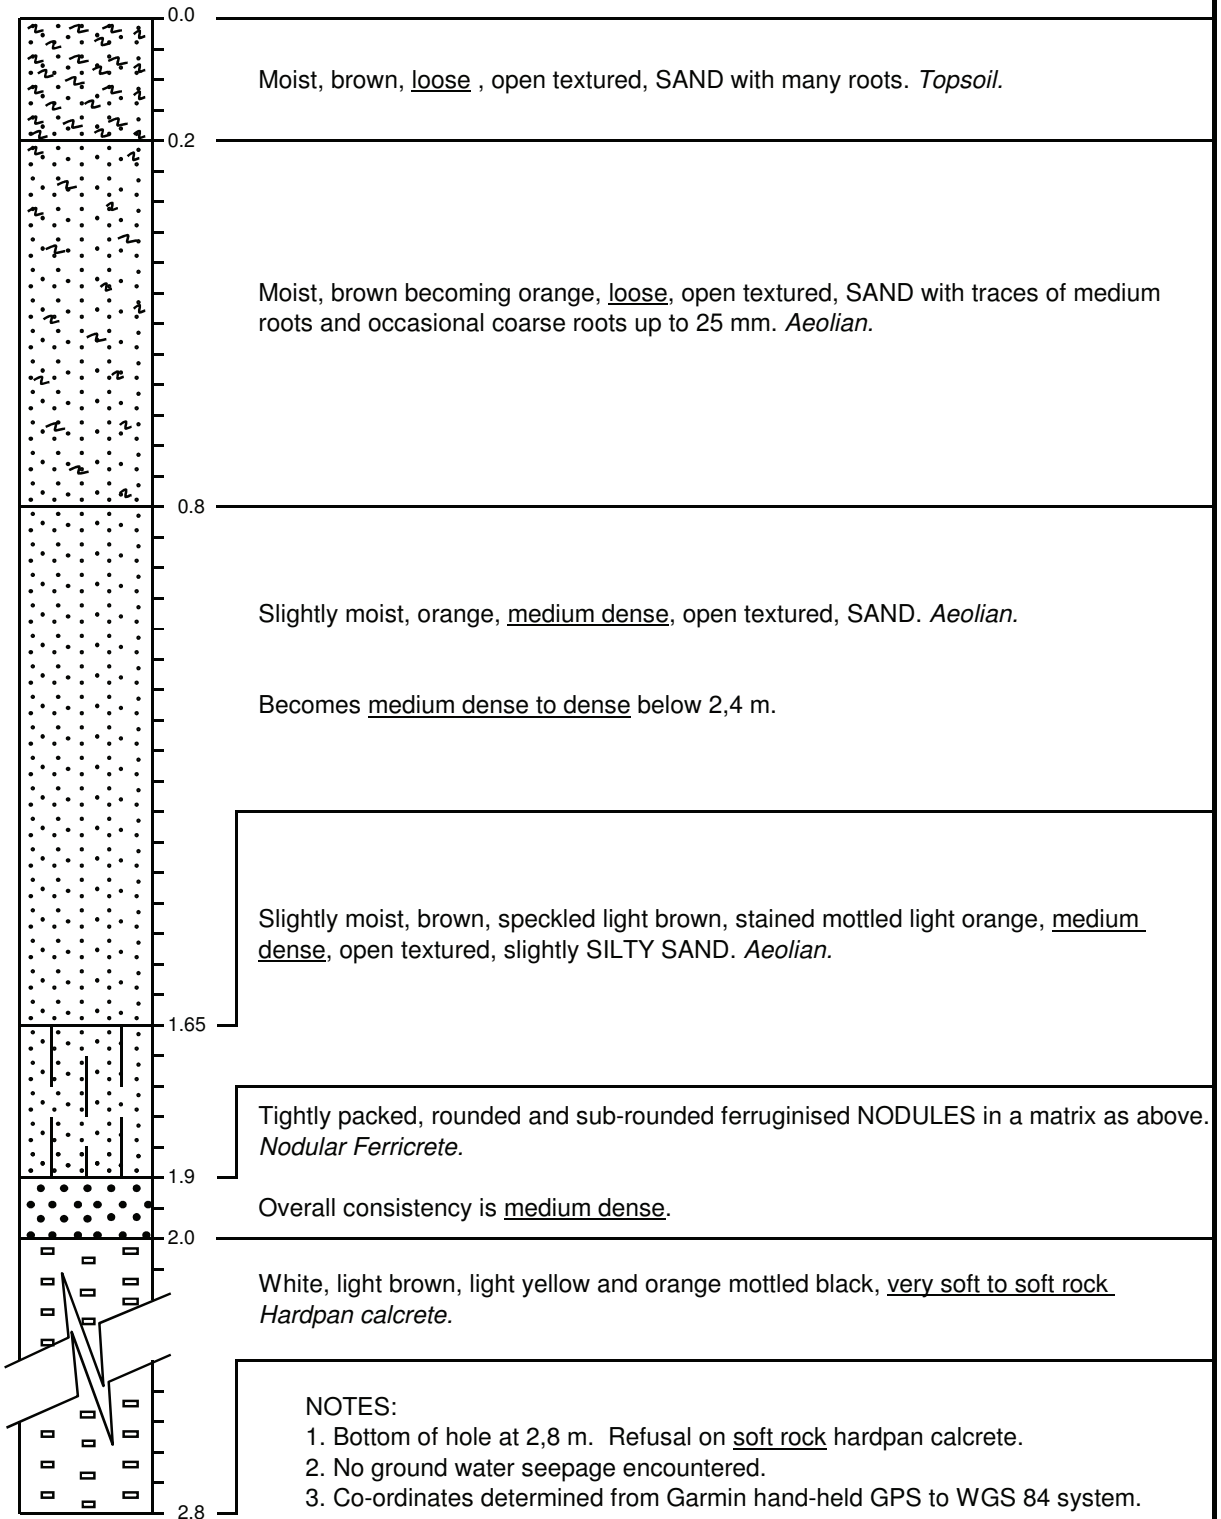 0.0
Moist, brown, loose , open textured, SAND with many roots. Topsoil.
0.2
Moist, brown becoming orange, loose, open textured, SAND with traces of medium
roots and occasional coarse roots up to 25 mm. Aeolian.
0.8
Slightly moist, orange, medium dense, open textured, SAND. Aeolian.
Becomes medium dense to dense below 2,4 m.
Slightly moist, brown, speckled light brown, stained mottled light orange, medium
dense, open textured, slightly SILTY SAND. Aeolian.
1.65
Tightly packed, rounded and sub-rounded ferruginised NODULES in a matrix as above.
Nodular Ferricrete.
1.9
Overall consistency is medium dense.
2.0
White, light brown, light yellow and orange mottled black, very soft to soft rock
Hardpan calcrete.
NOTES:
1. Bottom of hole at 2,8 m.  Refusal on soft rock hardpan calcrete.
2. No ground water seepage encountered.
3. Co-ordinates determined from Garmin hand-held GPS to WGS 84 system.
2.8